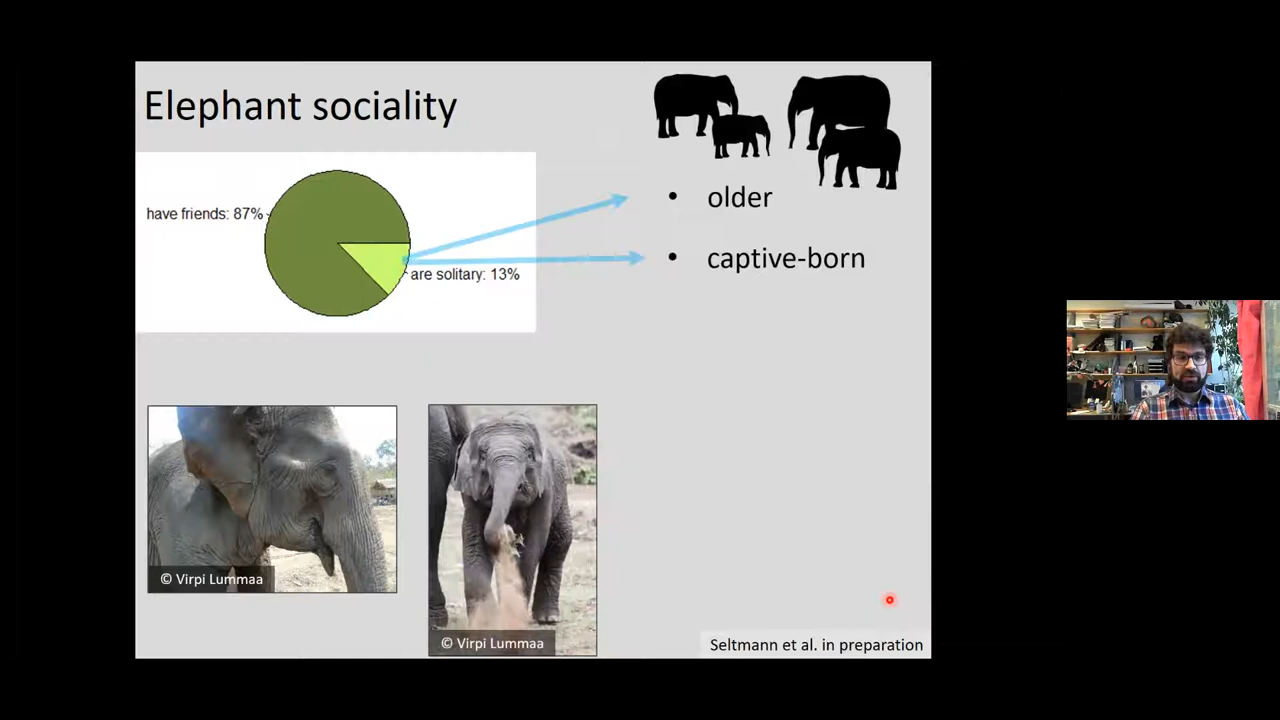 Elephant sociality
have friends: 87%
are solitary: 13%
• older
• captive-born
© Virpi Lummaa
© Virpi Lummaa
Seltmann et al. in preparation